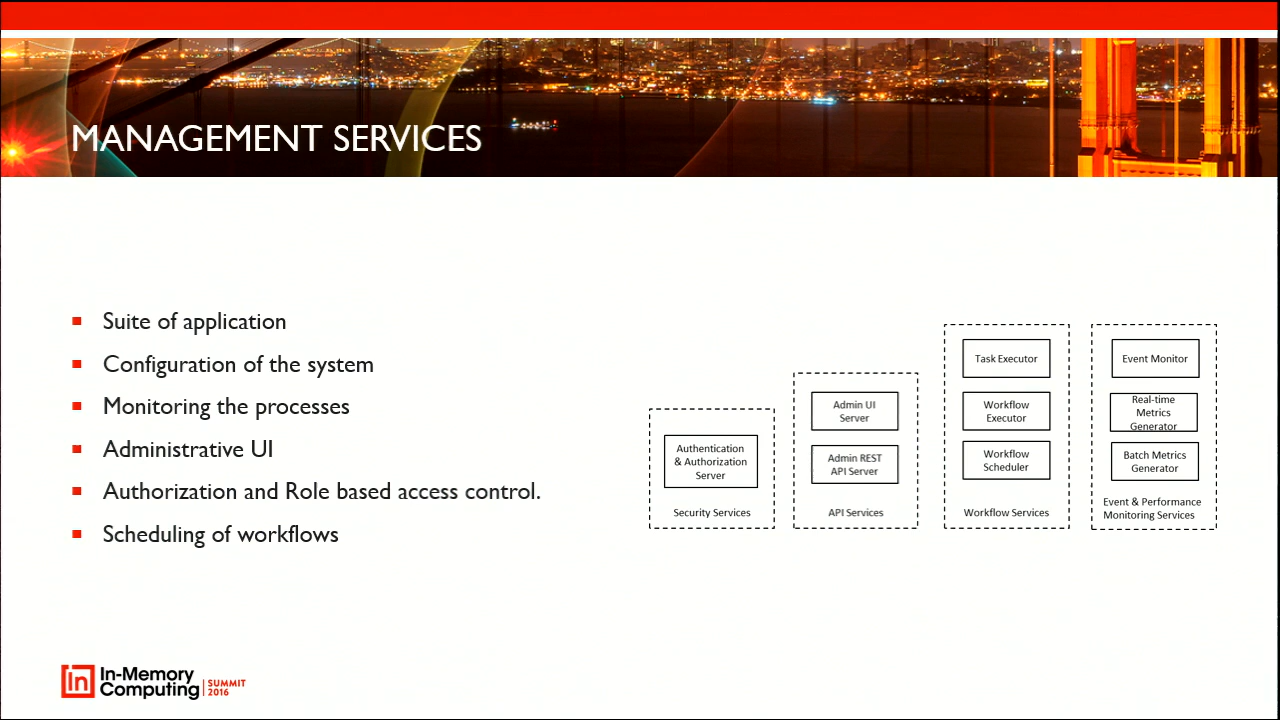 MANAGEMENT SERVICES
Suite of application
Configuration of the system
Monitoring the processes
Administrative UI
Authorization and Role based access control.
Scheduling of workflows
Authentication
& Authorization
Server
Security Services
Admin UI
Server
Admin REST
API Server
API Services
Task Executor
Workflow
Executor
Workflow
Scheduler
Workflow Services
Event Monitor
Real-time
Metrics
Generator
Batch Metrics
Generator
Event & Performance
Monitoring Services
in
In-Memory
Computing
SUMMIT
2016